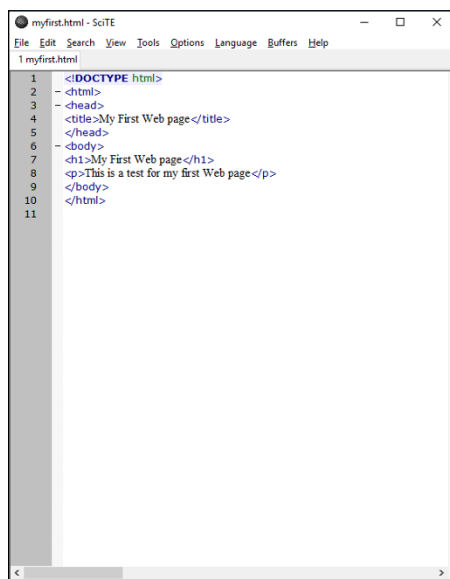 myfirst.html - SciTE
File Edit Search View Tools Options Language Buffers Help
1 myfirst.html
1 <!DOCTYPE html>
2 <html>
3 <head>
4 <title>My First Web page</title>
5 </head>
6 <body>
7 <h1>My First Web page</h1>
8 <p>This is a test for my first Web page</p>
9 </body>
10 </html>
11